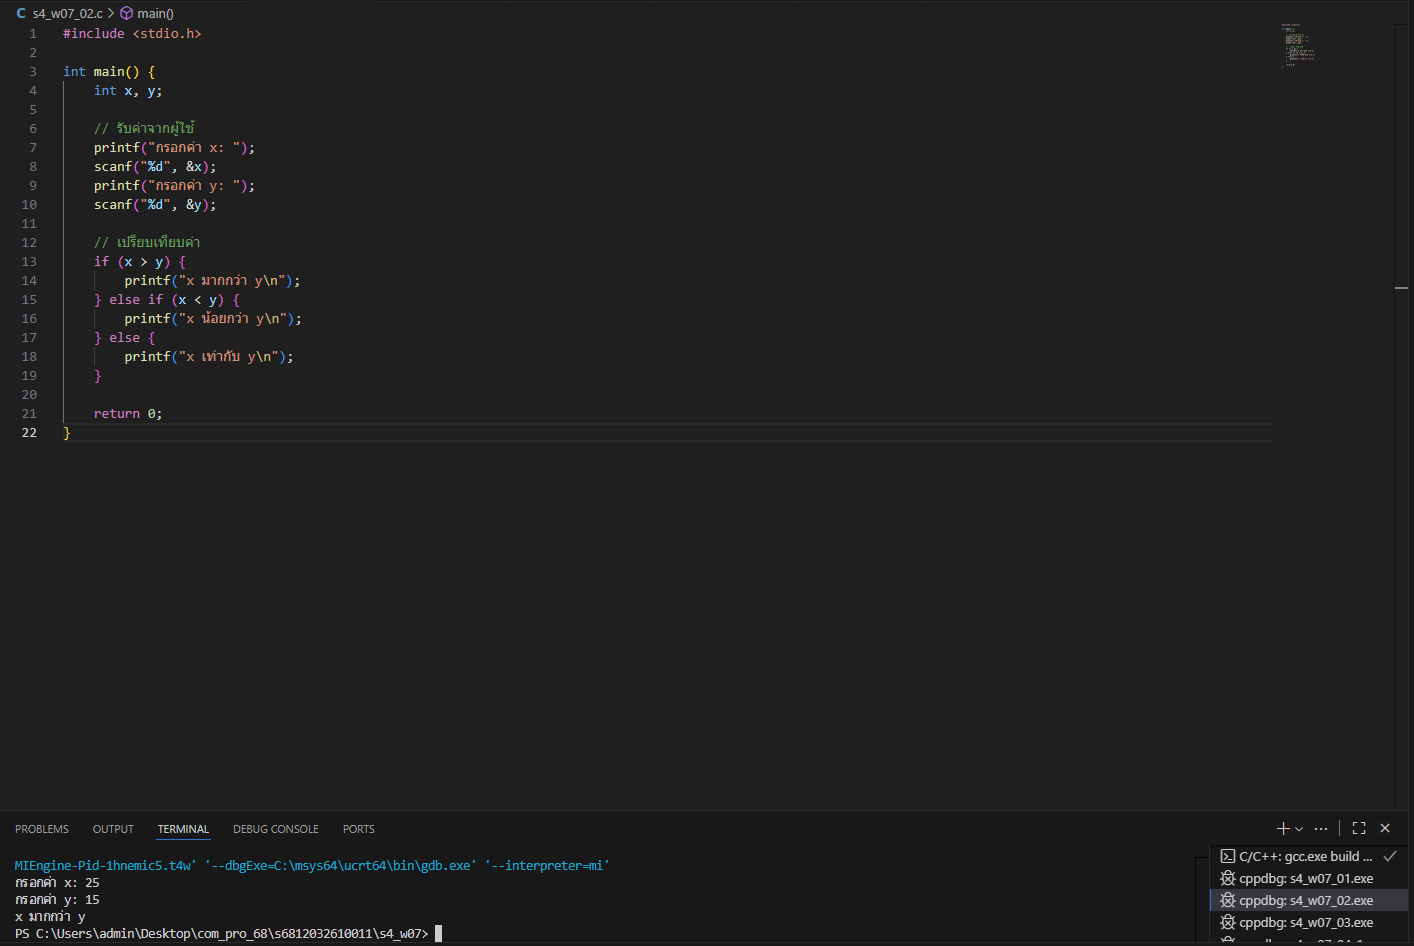 s4_w07_02.c > main()
1 #include <stdio.h>
2
3 int main() {
4     int x, y;
5
6     // รับค่าจากผู้ใช้
7     printf("กรอกค่า x: ");
8     scanf("%d", &x);
9     printf("กรอกค่า y: ");
10     scanf("%d", &y);
11
12     // เปรียบเทียบค่า
13     if (x > y) {
14         printf("x มากกว่า y\n");
15     } else if (x < y) {
16         printf("x น้อยกว่า y\n");
17     } else {
18         printf("x เท่ากับ y\n");
19     }
20
21     return 0;
22 }
PROBLEMS OUTPUT TERMINAL DEBUG CONSOLE PORTS
MIEngine-Pid-1hnemic5.t4w' '--dbgExe=C:\msys64\ucrt64\bin\gdb.exe' '--interpreter=mi'
กรอกค่า x: 25
กรอกค่า y: 15
x มากกว่า y
PS C:\Users\admin\Desktop\com_pro_68\s6812032610011\s4_w07>
C/C++: gcc.exe build ...
cppdbg: s4_w07_01.exe
cppdbg: s4_w07_02.exe
cppdbg: s4_w07_03.exe